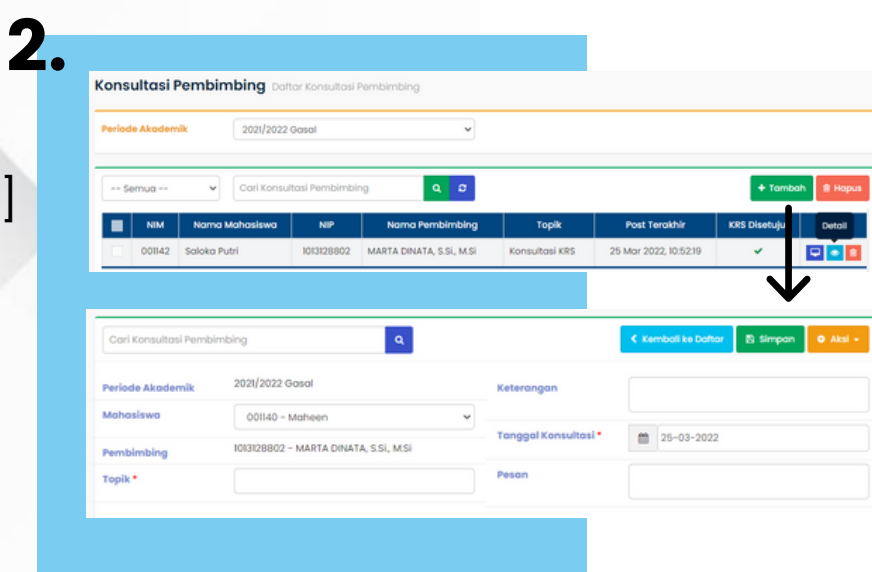 2.
]
Konsultasi Pembimbing Daftar Konsultasi Pembimbing
Periode Akademik 2021/2022 Gasal
-- Semua -- Cari Konsultasi Pembimbing + Tambah Hapus
NIM Nama Mahasiswa NIP Nama Pembimbing Topik Post Terakhir KRS Disetujui Detail
001142 Saloka Putri 1013128802 MARTA DINATA, S.Si., M.Si Konsultasi KRS 25 Mar 2022, 10:52:19
Cari Konsultasi Pembimbing Kembali ke Daftar Simpan Aksi
Periode Akademik 2021/2022 Gasal Keterangan
Mahasiswa 001140 - Maheen
Tanggal Konsultasi * 25-03-2022
Pembimbing 1013128802 - MARTA DINATA, S.Si., M.Si
Topik * Pesan